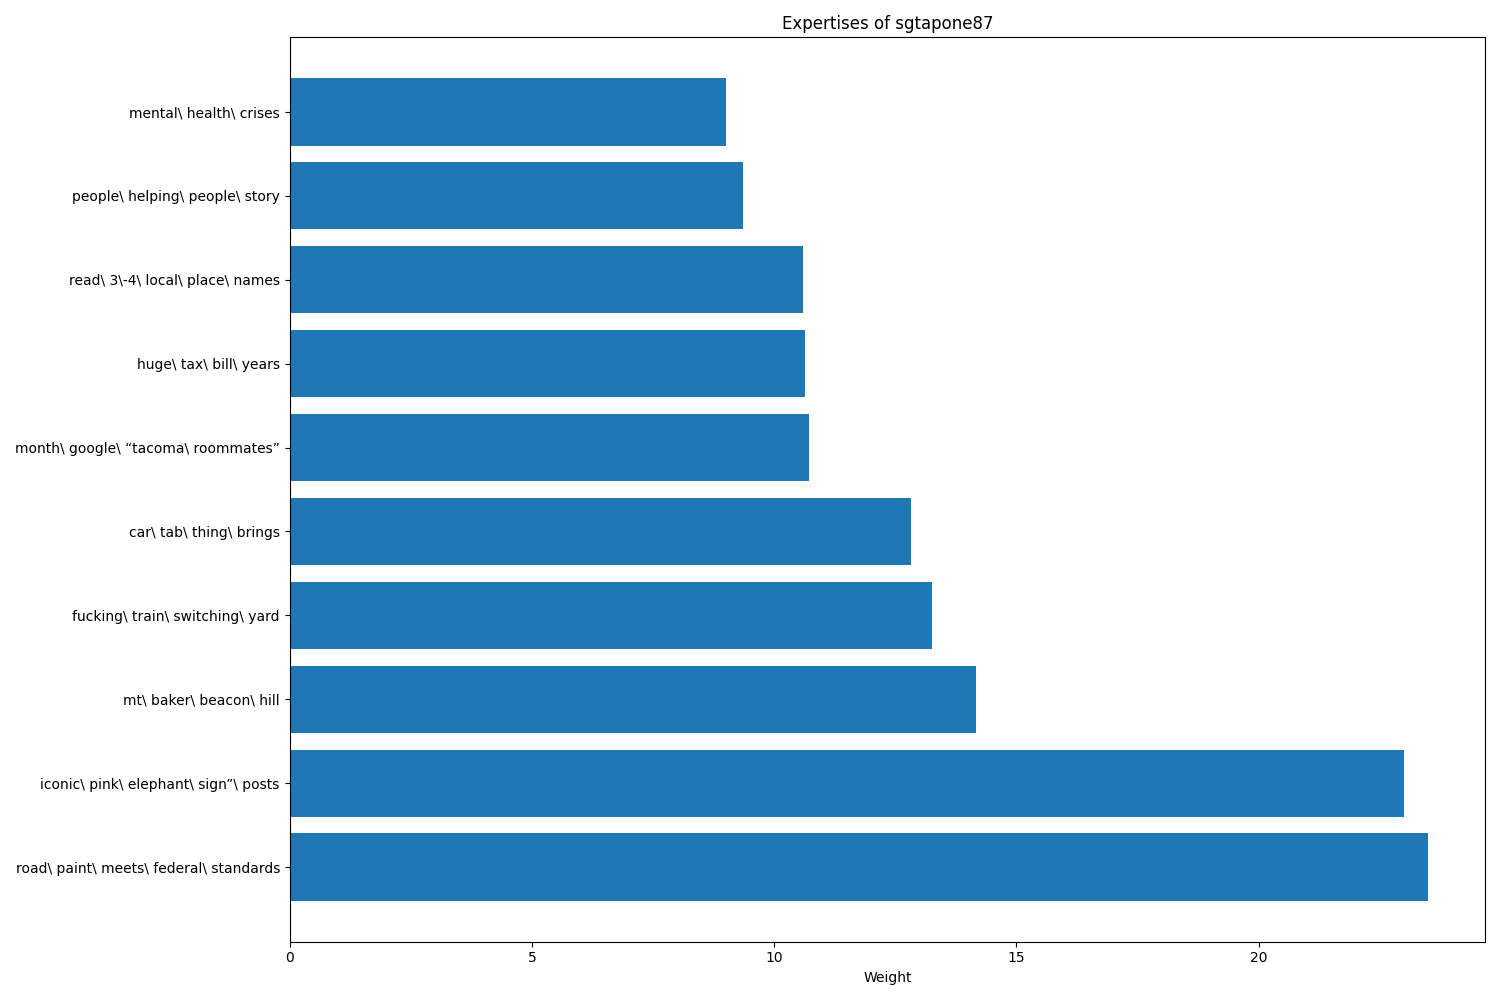 Expertises of sgtapone87
mental\ health\ crises
people\ helping\ people\ story
read\ 3\-4\ local\ place\ names
huge\ tax\ bill\ years
month\ google\ “tacoma\ roommates”
car\ tab\ thing\ brings
fucking\ train\ switching\ yard
mt\ baker\ beacon\ hill
iconic\ pink\ elephant\ sign”\ posts
road\ paint\ meets\ federal\ standards
0 5 10 15 20
Weight